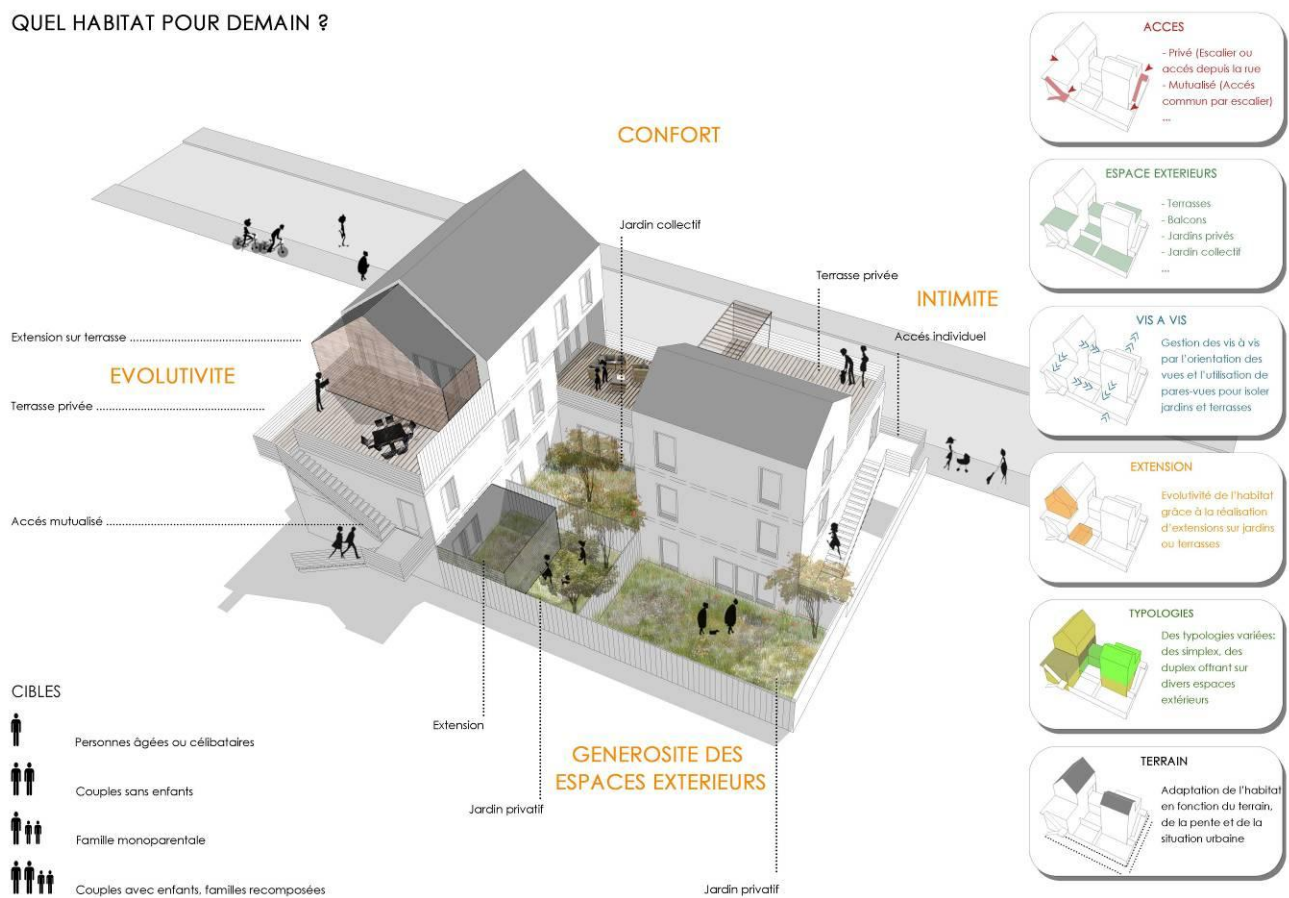 QUEL HABITAT POUR DEMAIN ?
CONFORT
Jardin collectif
Terrasse privée
INTIMITE
Accés individuel
Extension sur terrasse
EVOLUTIVITE
Terrasse privée
Accés mutualisé
Extension
GENEROSITE DES
ESPACES EXTERIEURS
Jardin privatif
Jardin privatif
CIBLES
Personnes âgées ou célibataires
Couples sans enfants
Famille monoparentale
Couples avec enfants, familles recomposées
ACCES
- Privé (Escalier ou
accés depuis la rue
- Mutualisé (Accés
commun par escalier)
...
ESPACE EXTERIEURS
- Terrasses
- Balcons
- Jardins privés
- Jardin collectif
...
VIS A VIS
Gestion des vis à vis
par l'orientation des
vues et l'utilisation de
pares-vues pour isoler
jardins et terrasses
EXTENSION
Evolutivité de l'habitat
grâce à la réalisation
d'extensions sur jardins
ou terrasses
TYPOLOGIES
Des typologies variées:
des simplex, des
duplex offrant sur
divers espaces
extérieurs
TERRAIN
Adaptation de l'habitat
en fonction du terrain,
de la pente et de la
situation urbaine